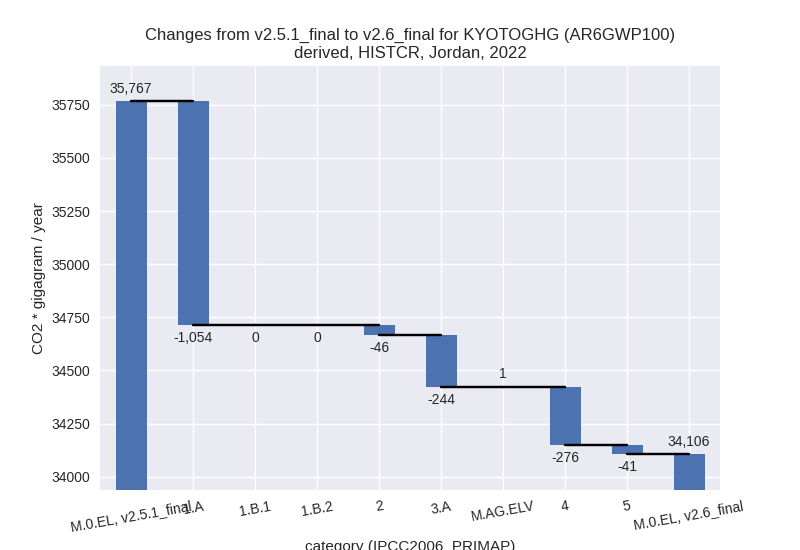 Changes from v2.5.1_final to v2.6_final for KYOTOGHG (AR6GWP100)
derived, HISTCR, Jordan, 2022
35,767
35750
35500
35250
35000
34750
34500
34250
34000
CO2 * gigagram / year
-1,054
0
0
-46
-244
1
-276
-41
34,106
M.0.EL, v2.5.1_final
1.A
1.B.1
1.B.2
2
3.A
M.AG.ELV
4
5
M.0.EL, v2.6_final
category (IPCC2006_PRIMAP)